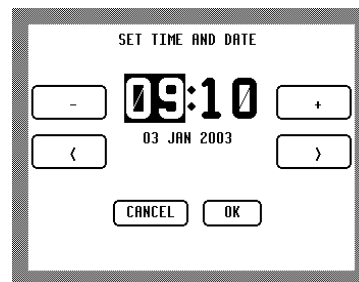 SET TIME AND DATE
- 09:10 +
03 JAN 2003
< >
CANCEL OK